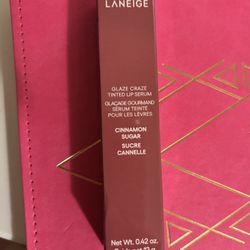 LANEIGE
GLAZE CRAZE
TINTED LIP SERUM
GLAÇAGE GOURMAND
SÉRUM TEINTÉ
POUR LES LÈVRES
CINNAMON
SUGAR
SUCRE
CANNELLE
Net Wt. 0.42 oz.